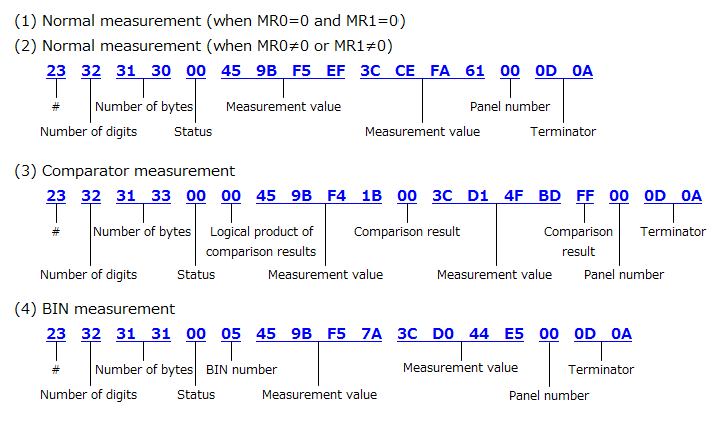 (1) Normal measurement (when MR0=0 and MR1=0)
(2) Normal measurement (when MR0≠0 or MR1≠0)
23 32 31 30 00 45 9B F5 EF 3C CE FA 61 00 0D 0A
# Number of bytes Measurement value Panel number
Number of digits Status Measurement value Terminator
(3) Comparator measurement
23 32 31 33 00 00 45 9B F4 1B 00 3C D1 4F BD FF 00 0D 0A
# Number of bytes Logical product of Comparison result Comparison Terminator
comparison results result
Number of digits Status Measurement value Measurement value Panel number
(4) BIN measurement
23 32 31 31 00 05 45 9B F5 7A 3C D0 44 E5 00 0D 0A
# Number of bytes BIN number Measurement value Terminator
Number of digits Status Measurement value Panel number